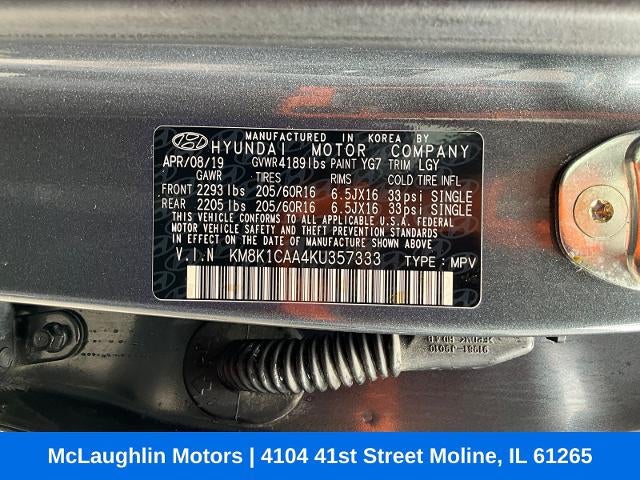 MANUFACTURED IN KOREA BY
HYUNDAI MOTOR COMPANY
APR/08/19 GVWR 4189 lbs PAINT YG7 TRIM LGY
GAWR TIRES RIMS COLD TIRE INFL
FRONT 2293 lbs 205/60R16 6.5JX16 33psi SINGLE
REAR 2205 lbs 205/60R16 6.5JX16 33psi SINGLE
THIS VEHICLE CONFORMS TO ALL APPLICABLE U.S.A FEDERAL
MOTOR VEHICLE SAFETY, BUMPER, AND THEFT PREVENTION
STANDARDS IN EFFECT ON THE DATE OF MANUFACTURE SHOWN ABOVE.
V.I.N KM8K1CAA4KU357333 TYPE : MPV
91981-J9010
McLaughlin Motors | 4104 41st Street Moline, IL 61265